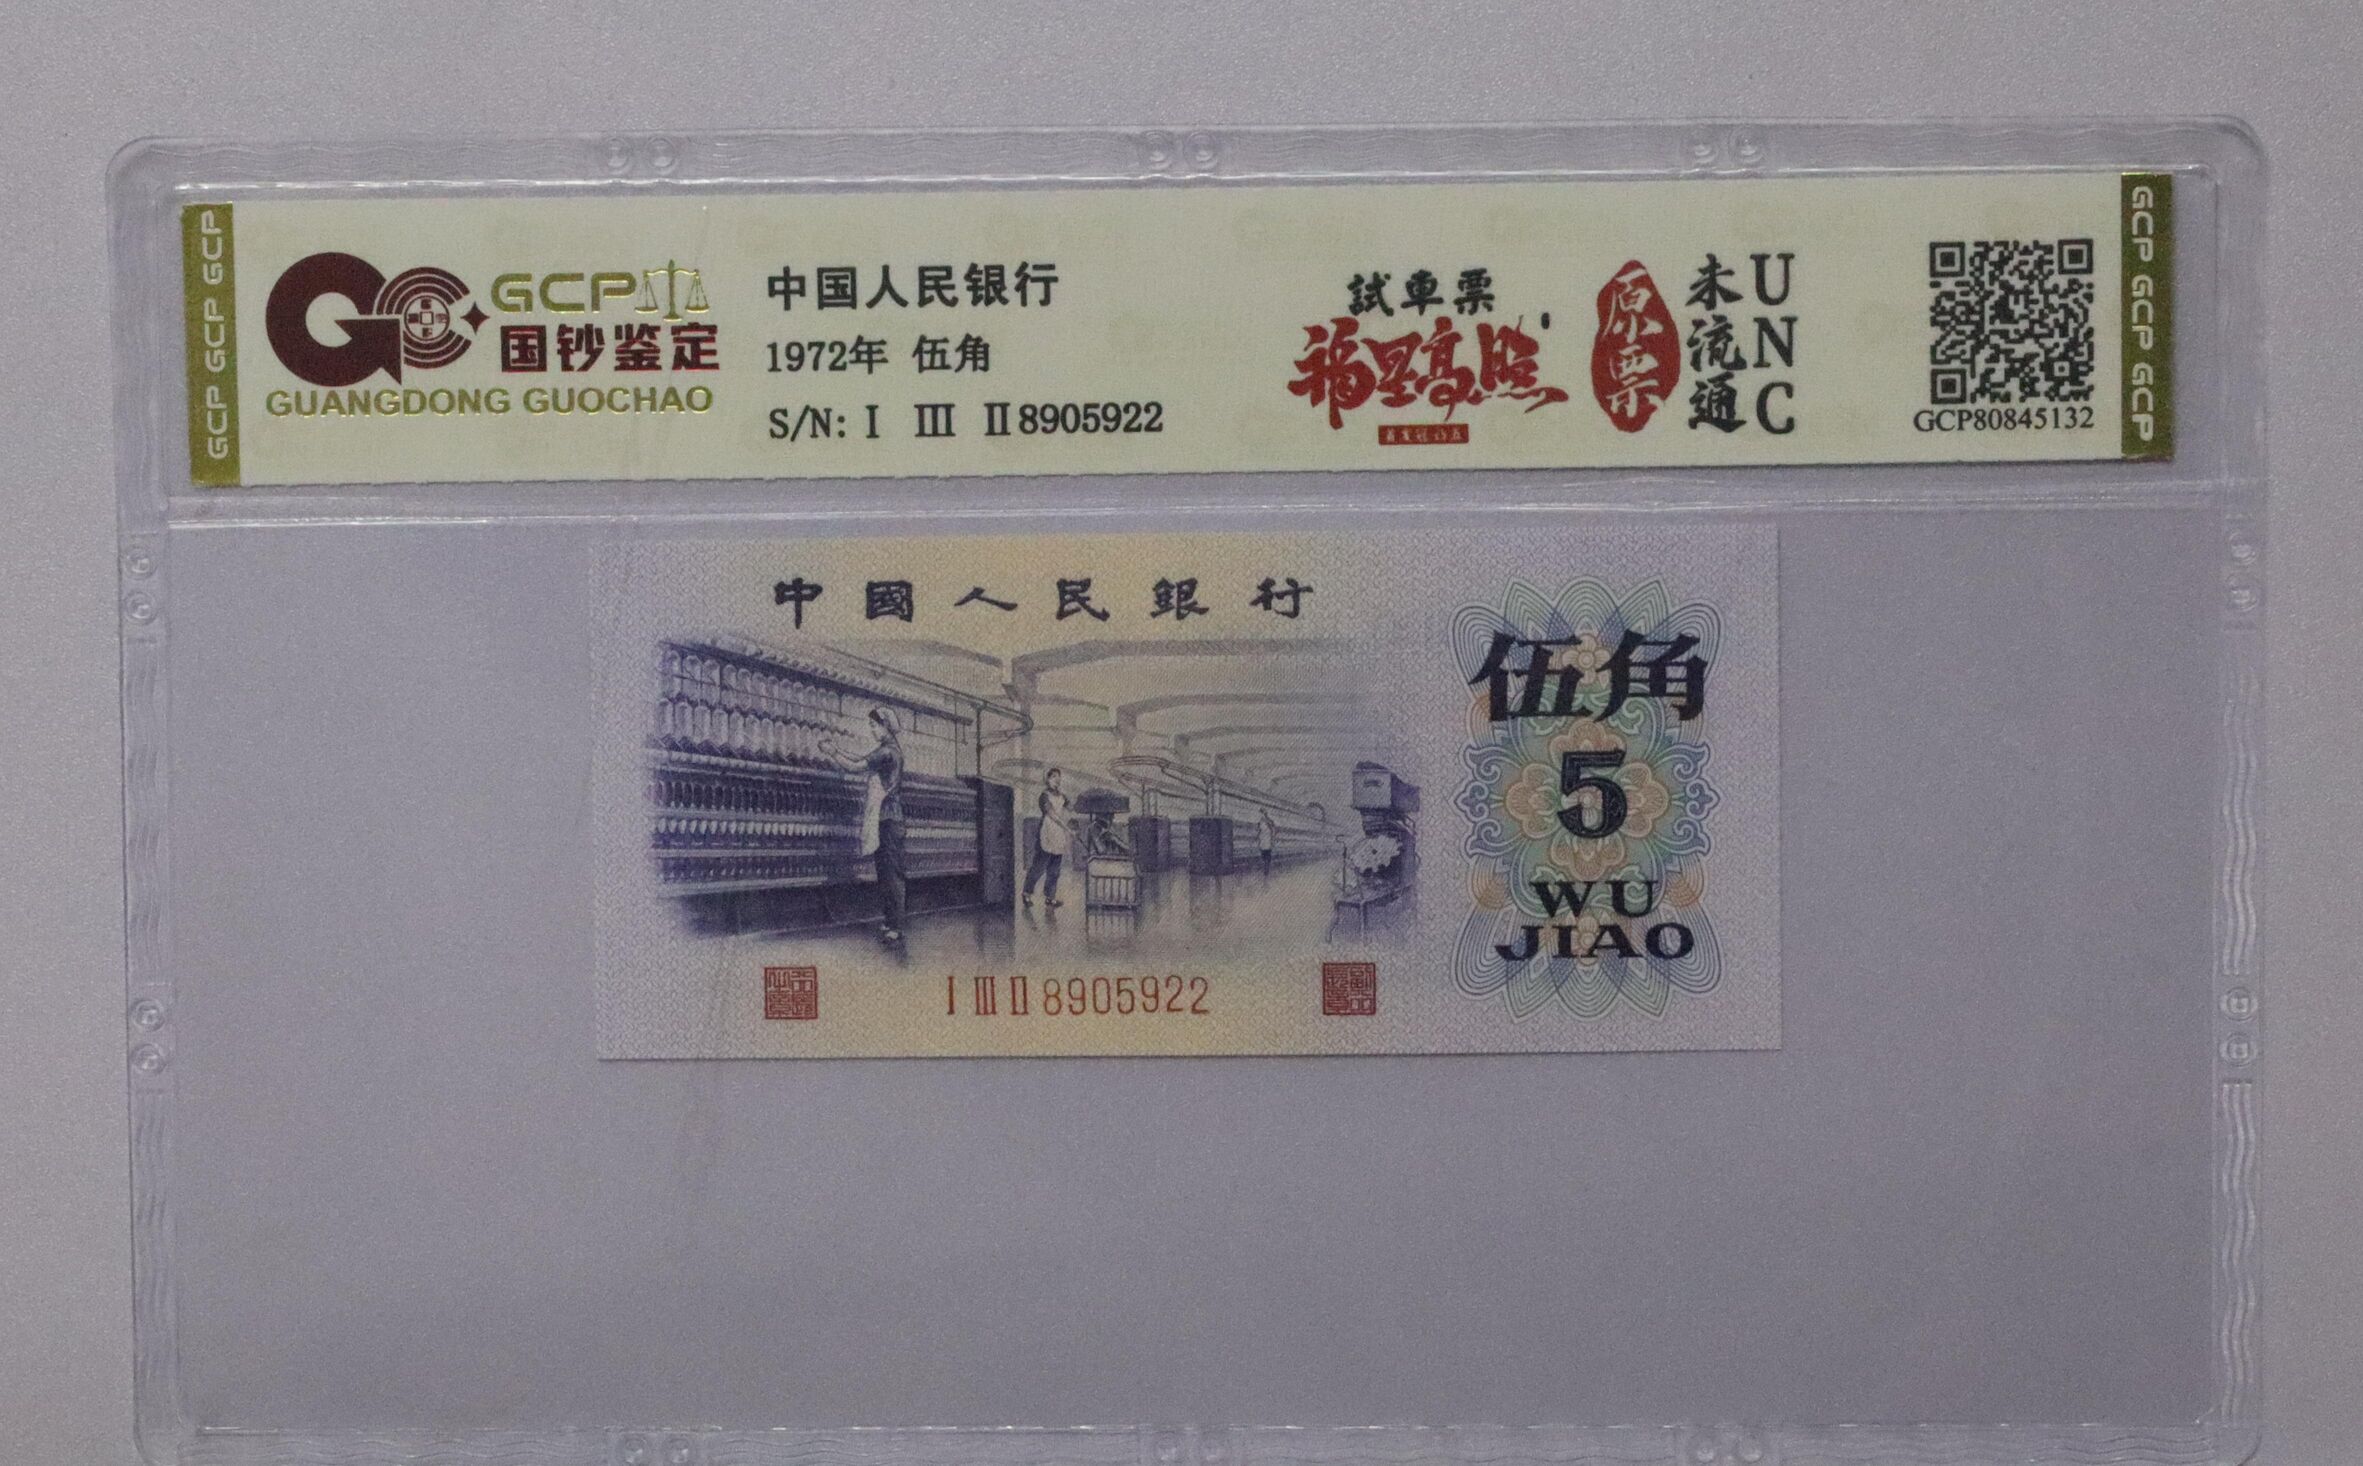 GCP GCP GCP
GCP
国钞鉴定
GUANGDONG GUOCHAO
中国人民银行
1972年 伍角
S/N: Ⅰ Ⅲ Ⅱ8905922
試車票
福星高照
原票
未流通
UNC
GCP80845132
GCP GCP GCP
中國人民銀行
伍角
5
WU
JIAO
Ⅰ Ⅲ Ⅱ 8905922